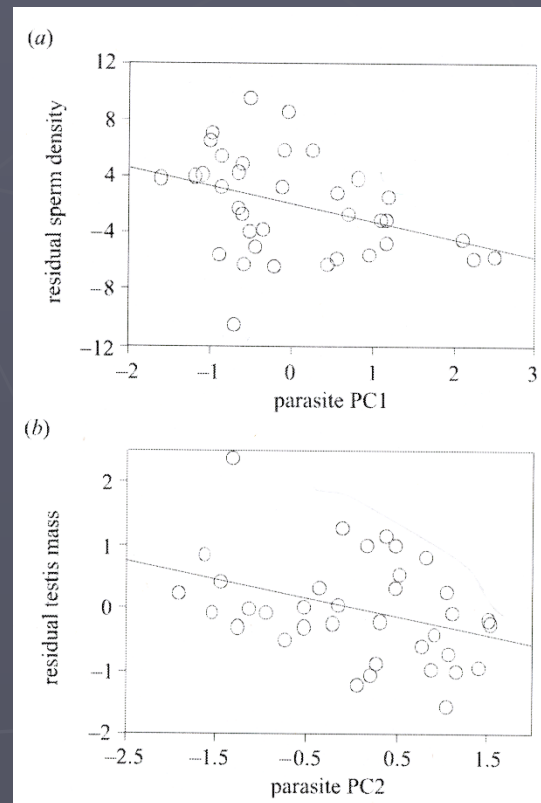 (a)
12
8
4
−4
−8
−12
residual sperm density
−2 −1 0 1 2 3
parasite PC1
(b)
2
1
0
−1
−2
residual testis mass
−2.5 −1.5 −0.5 0.5 1.5
parasite PC2